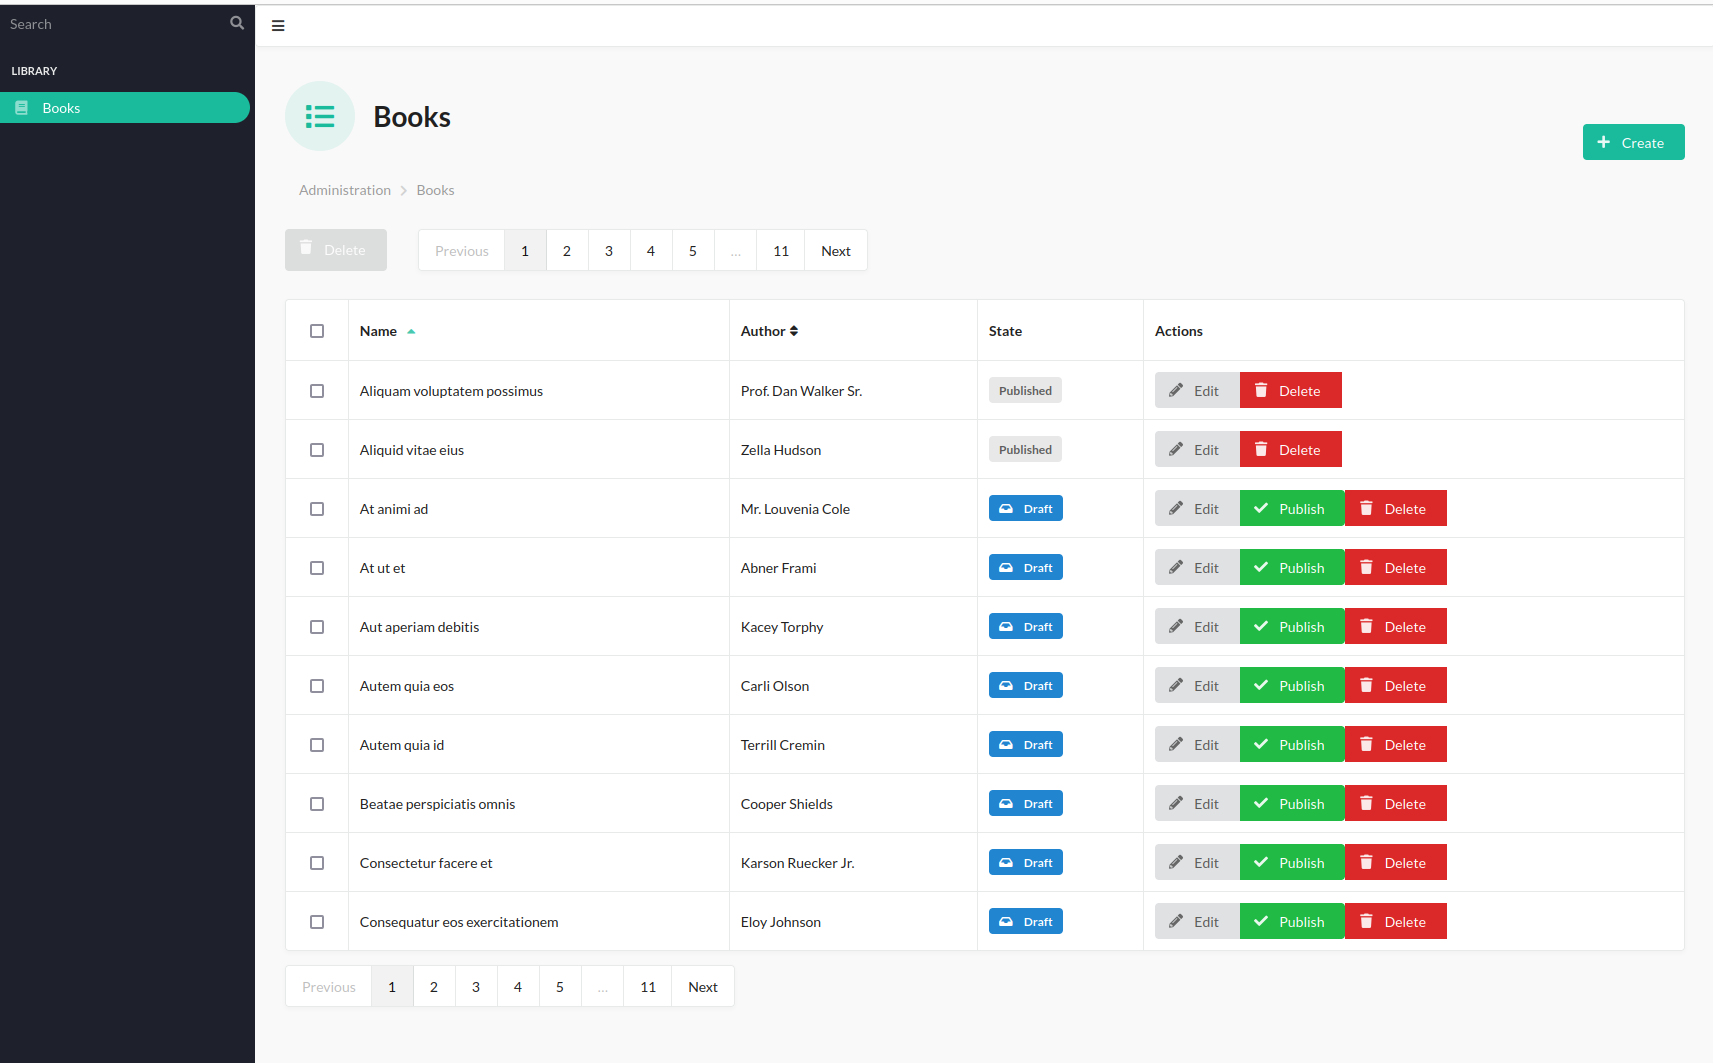 Search
LIBRARY
Books
Books
Create
Administration Books
Delete Previous 1 2 3 4 5 ... 11 Next
Name Author State Actions
Aliquam voluptatem possimus Prof. Dan Walker Sr. Published Edit Delete
Aliquid vitae eius Zella Hudson Published Edit Delete
At animi ad Mr. Louvenia Cole Draft Edit Publish Delete
At ut et Abner Frami Draft Edit Publish Delete
Aut aperiam debitis Kacey Torphy Draft Edit Publish Delete
Autem quia eos Carli Olson Draft Edit Publish Delete
Autem quia id Terrill Cremin Draft Edit Publish Delete
Beatae perspiciatis omnis Cooper Shields Draft Edit Publish Delete
Consectetur facere et Karson Ruecker Jr. Draft Edit Publish Delete
Consequatur eos exercitationem Eloy Johnson Draft Edit Publish Delete
Previous 1 2 3 4 5 ... 11 Next